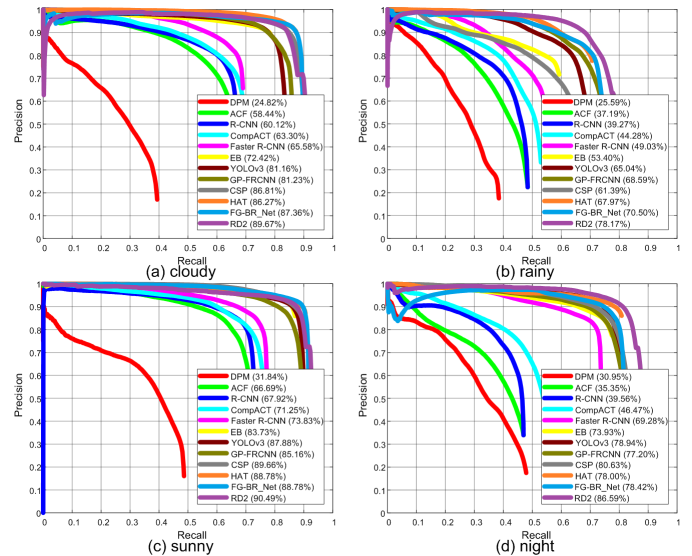 1
0.9
0.8
0.7
0.6
0.5
0.4
0.3
0.2
0.1
0
Precision
0 0.1 0.2 0.3 0.4 0.5 0.6 0.7 0.8 0.9 1
Recall
DPM (24.82%)
ACF (58.44%)
R-CNN (60.12%)
CompACT (63.30%)
Faster R-CNN (65.58%)
EB (72.42%)
YOLOv3 (81.16%)
GP-FRCNN (81.23%)
CSP (86.81%)
HAT (86.27%)
FG-BR_Net (87.36%)
RD2 (89.67%)
(a) cloudy
1
0.9
0.8
0.7
0.6
0.5
0.4
0.3
0.2
0.1
0
Precision
0 0.1 0.2 0.3 0.4 0.5 0.6 0.7 0.8 0.9 1
Recall
DPM (25.59%)
ACF (37.19%)
R-CNN (39.27%)
CompACT (44.28%)
Faster R-CNN (49.03%)
EB (53.40%)
YOLOv3 (65.04%)
GP-FRCNN (68.59%)
CSP (61.39%)
HAT (67.97%)
FG-BR_Net (70.50%)
RD2 (78.17%)
(b) rainy
1
0.9
0.8
0.7
0.6
0.5
0.4
0.3
0.2
0.1
0
Precision
0 0.1 0.2 0.3 0.4 0.5 0.6 0.7 0.8 0.9 1
Recall
DPM (31.84%)
ACF (66.69%)
R-CNN (67.92%)
CompACT (71.25%)
Faster R-CNN (73.83%)
EB (83.73%)
YOLOv3 (87.88%)
GP-FRCNN (85.16%)
CSP (89.66%)
HAT (88.78%)
FG-BR_Net (88.78%)
RD2 (90.49%)
(c) sunny
1
0.9
0.8
0.7
0.6
0.5
0.4
0.3
0.2
0.1
0
Precision
0 0.1 0.2 0.3 0.4 0.5 0.6 0.7 0.8 0.9 1
Recall
DPM (30.95%)
ACF (35.35%)
R-CNN (39.56%)
CompACT (46.47%)
Faster R-CNN (69.28%)
EB (73.93%)
YOLOv3 (78.94%)
GP-FRCNN (77.20%)
CSP (80.63%)
HAT (78.00%)
FG-BR_Net (78.42%)
RD2 (86.59%)
(d) night